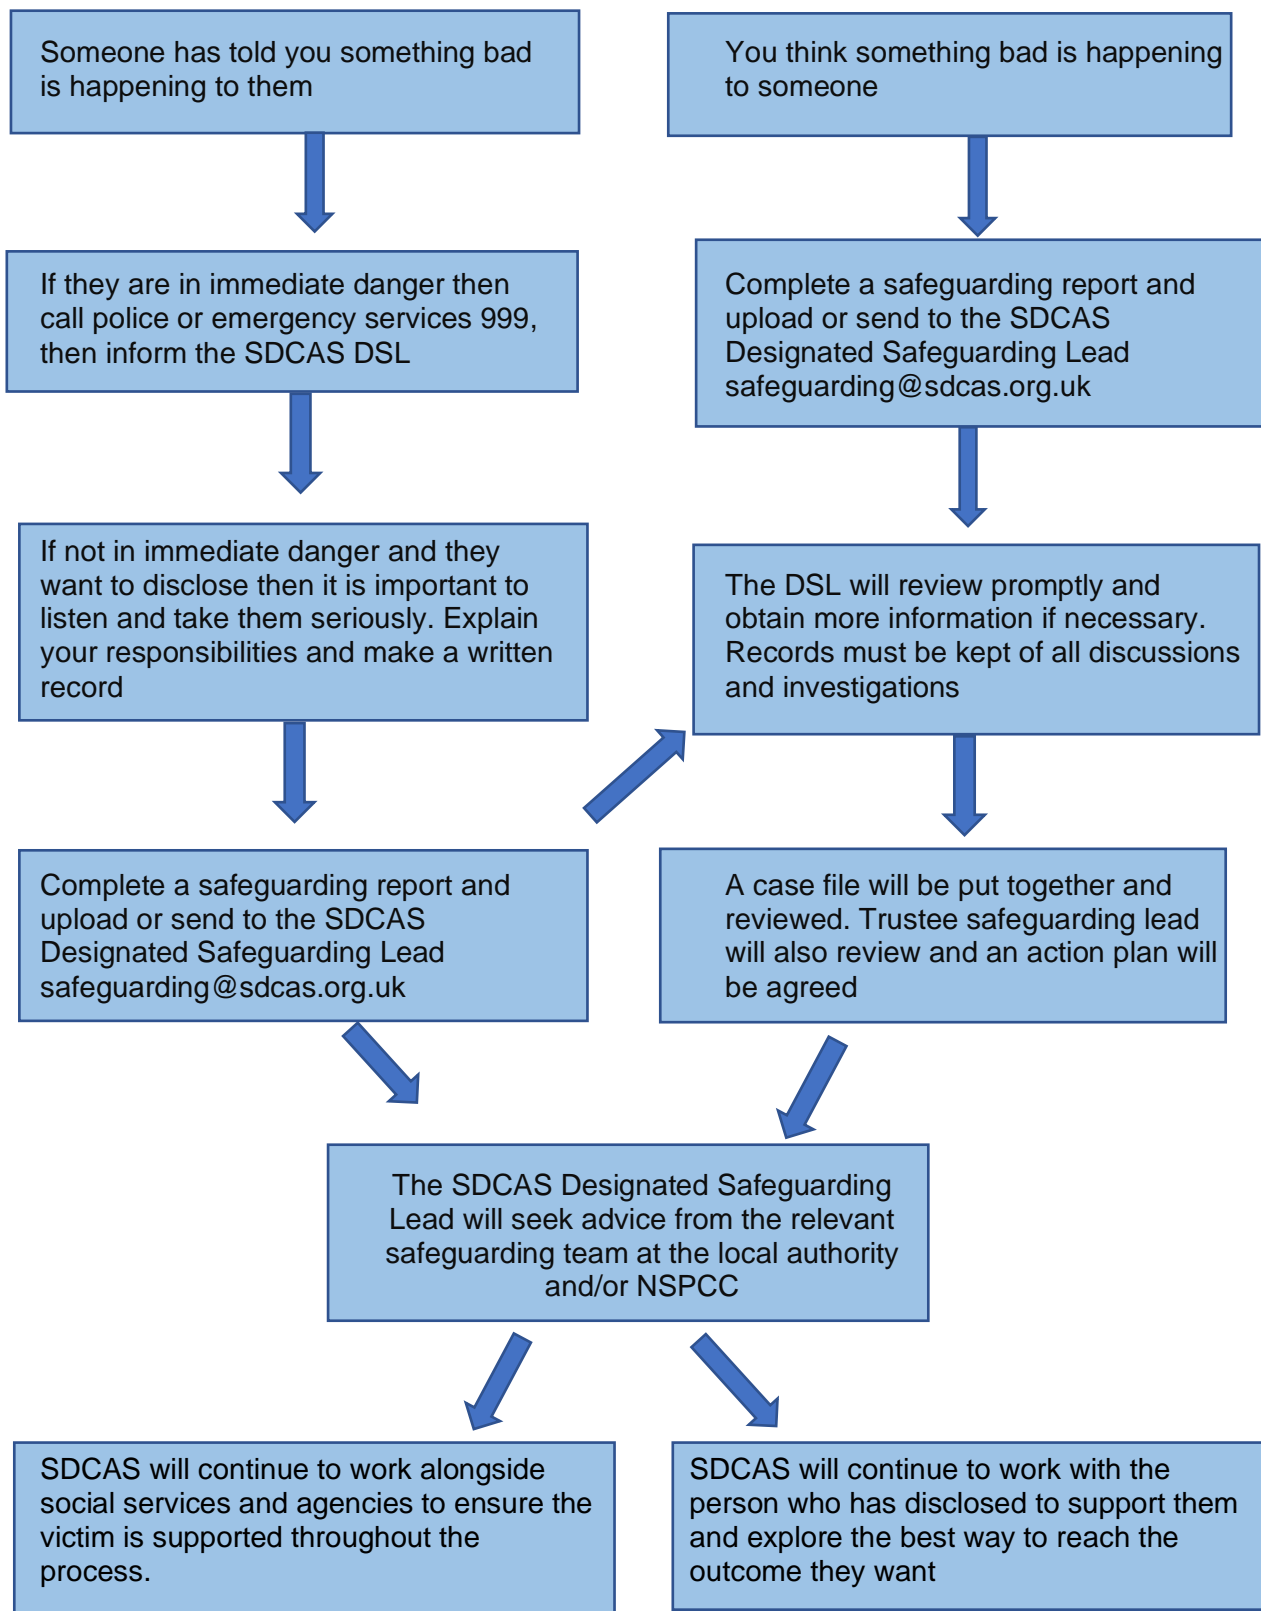 Someone has told you something bad
is happening to them
You think something bad is happening
to someone
If they are in immediate danger then
call police or emergency services 999,
then inform the SDCAS DSL
Complete a safeguarding report and
upload or send to the SDCAS
Designated Safeguarding Lead
safeguarding@sdcas.org.uk
If not in immediate danger and they
want to disclose then it is important to
listen and take them seriously. Explain
your responsibilities and make a written
record
The DSL will review promptly and
obtain more information if necessary.
Records must be kept of all discussions
and investigations
Complete a safeguarding report and
upload or send to the SDCAS
Designated Safeguarding Lead
safeguarding@sdcas.org.uk
A case file will be put together and
reviewed. Trustee safeguarding lead
will also review and an action plan will
be agreed
The SDCAS Designated Safeguarding
Lead will seek advice from the relevant
safeguarding team at the local authority
and/or NSPCC
SDCAS will continue to work alongside
social services and agencies to ensure the
victim is supported throughout the
process.
SDCAS will continue to work with the
person who has disclosed to support them
and explore the best way to reach the
outcome they want